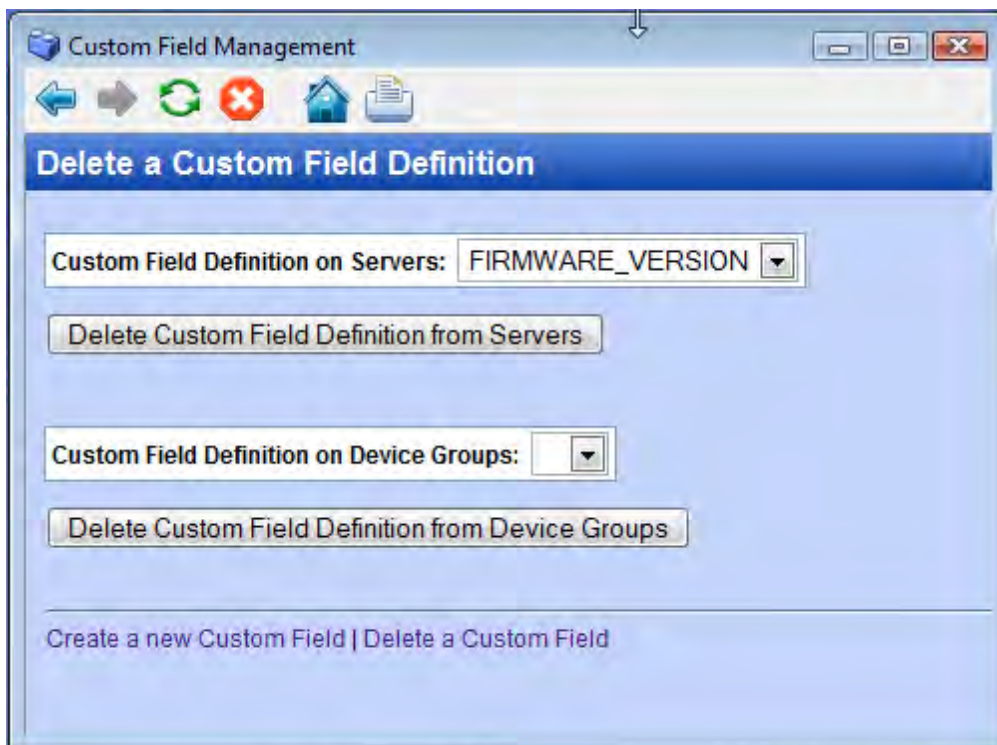 Custom Field Management
Delete a Custom Field Definition
Custom Field Definition on Servers: FIRMWARE_VERSION
Delete Custom Field Definition from Servers
Custom Field Definition on Device Groups:
Delete Custom Field Definition from Device Groups
Create a new Custom Field | Delete a Custom Field